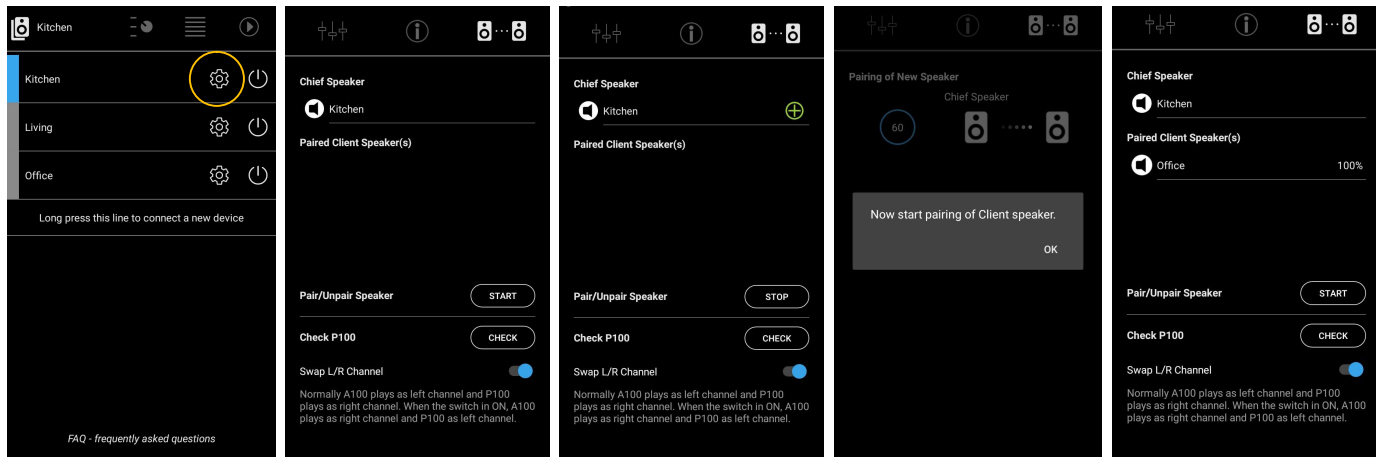 Kitchen
Kitchen
Living
Office
Long press this line to connect a new device
FAQ - frequently asked questions
Chief Speaker
Kitchen
Paired Client Speaker(s)
Pair/Unpair Speaker START
Check P100 CHECK
Swap L/R Channel
Normally A100 plays as left channel and P100
plays as right channel. When the switch in ON, A100
plays as right channel and P100 as left channel.
Chief Speaker
Kitchen
Paired Client Speaker(s)
Pair/Unpair Speaker STOP
Check P100 CHECK
Swap L/R Channel
Normally A100 plays as left channel and P100
plays as right channel. When the switch in ON, A100
plays as right channel and P100 as left channel.
Pairing of New Speaker
Chief Speaker
60
Now start pairing of Client speaker.
OK
Chief Speaker
Kitchen
Paired Client Speaker(s)
Office 100%
Pair/Unpair Speaker START
Check P100 CHECK
Swap L/R Channel
Normally A100 plays as left channel and P100
plays as right channel. When the switch in ON, A100
plays as right channel and P100 as left channel.